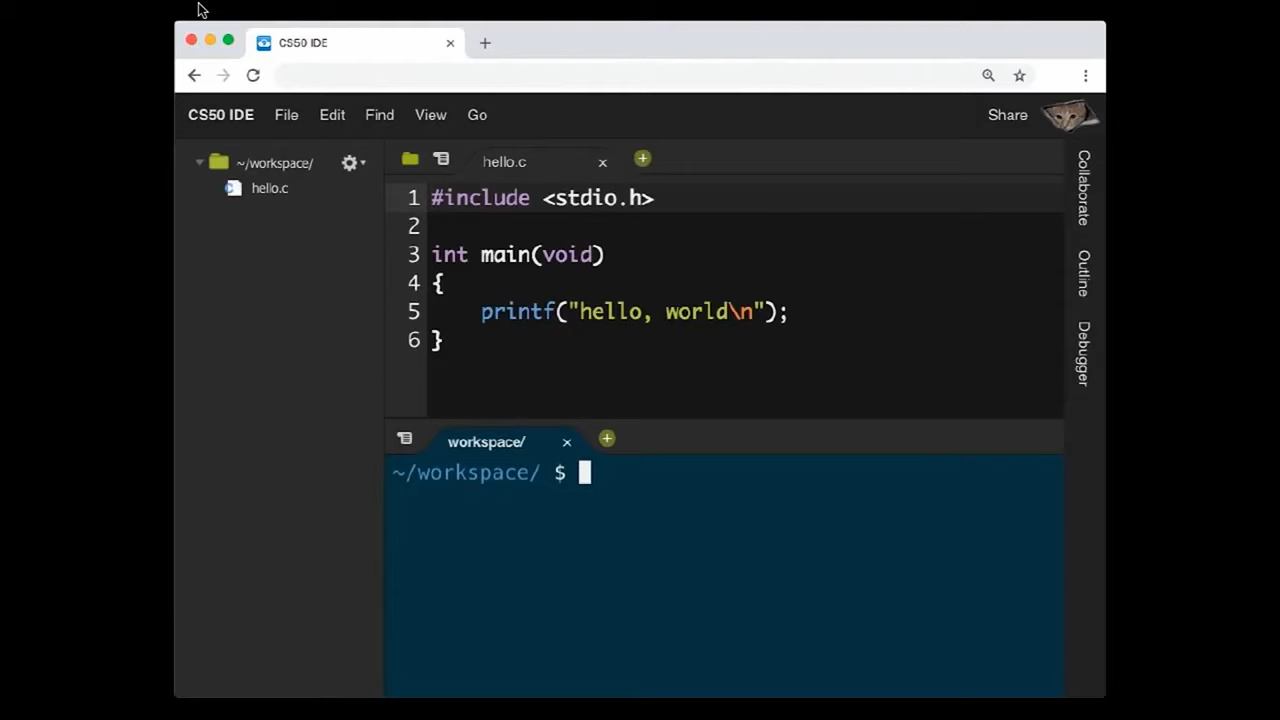 CS50 IDE
CS50 IDE File Edit Find View Go Share
~/workspace/
hello.c
hello.c
1 #include <stdio.h>
2
3 int main(void)
4 {
5     printf("hello, world\n");
6 }
Collaborate
Outline
Debugger
workspace/
~/workspace/ $